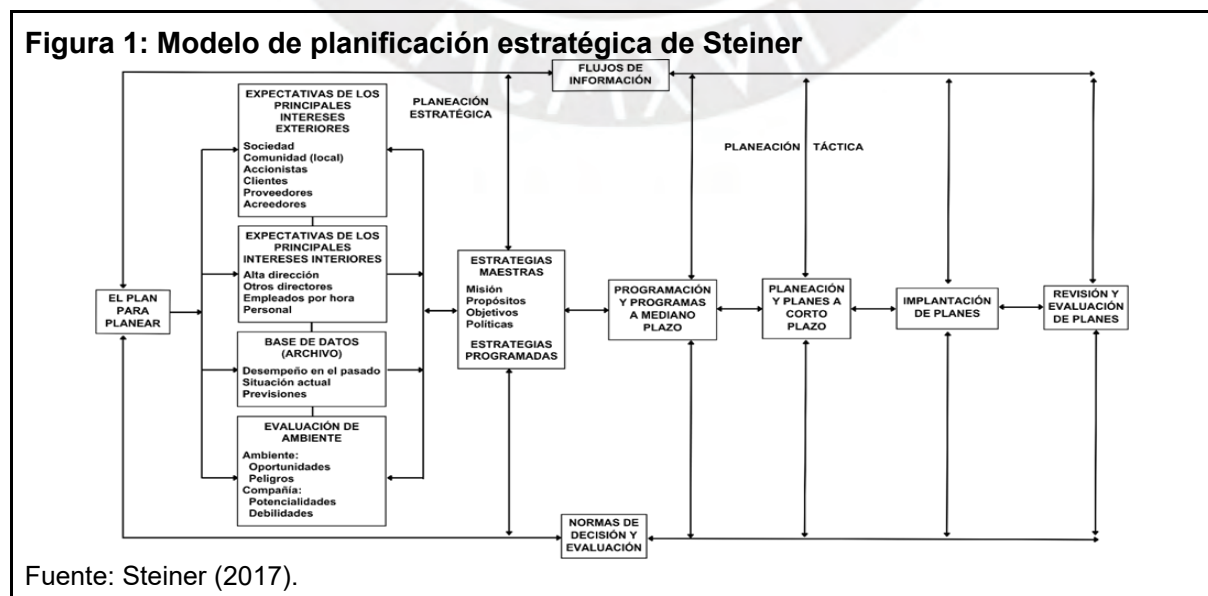 Figura 1: Modelo de planificación estratégica de Steiner
FLUJOS DE
INFORMACIÓN
EXPECTATIVAS DE LOS
PRINCIPALES
INTERESES
EXTERIORES
Sociedad
Comunidad (local)
Accionistas
Clientes
Proveedores
Acreedores
PLANEACIÓN
ESTRATÉGICA
PLANEACIÓN TÁCTICA
EXPECTATIVAS DE LOS
PRINCIPALES
INTERESES INTERIORES
Alta dirección
Otros directores
Empleados por hora
Personal
EL PLAN
PARA
PLANEAR
BASE DE DATOS
(ARCHIVO)
Desempeño en el pasado
Situación actual
Previsiones
EVALUACIÓN DE
AMBIENTE
Ambiente:
Oportunidades
Peligros
Compañía:
Potencialidades
Debilidades
ESTRATEGIAS
MAESTRAS
Misión
Propósitos
Objetivos
Políticas
ESTRATEGIAS
PROGRAMADAS
PROGRAMACIÓN
Y PROGRAMAS
A MEDIANO
PLAZO
PLANEACIÓN
Y PLANES A
CORTO
PLAZO
IMPLANTACIÓN
DE PLANES
REVISIÓN Y
EVALUACIÓN
DE PLANES
NORMAS DE
DECISIÓN Y
EVALUACIÓN
Fuente: Steiner (2017).